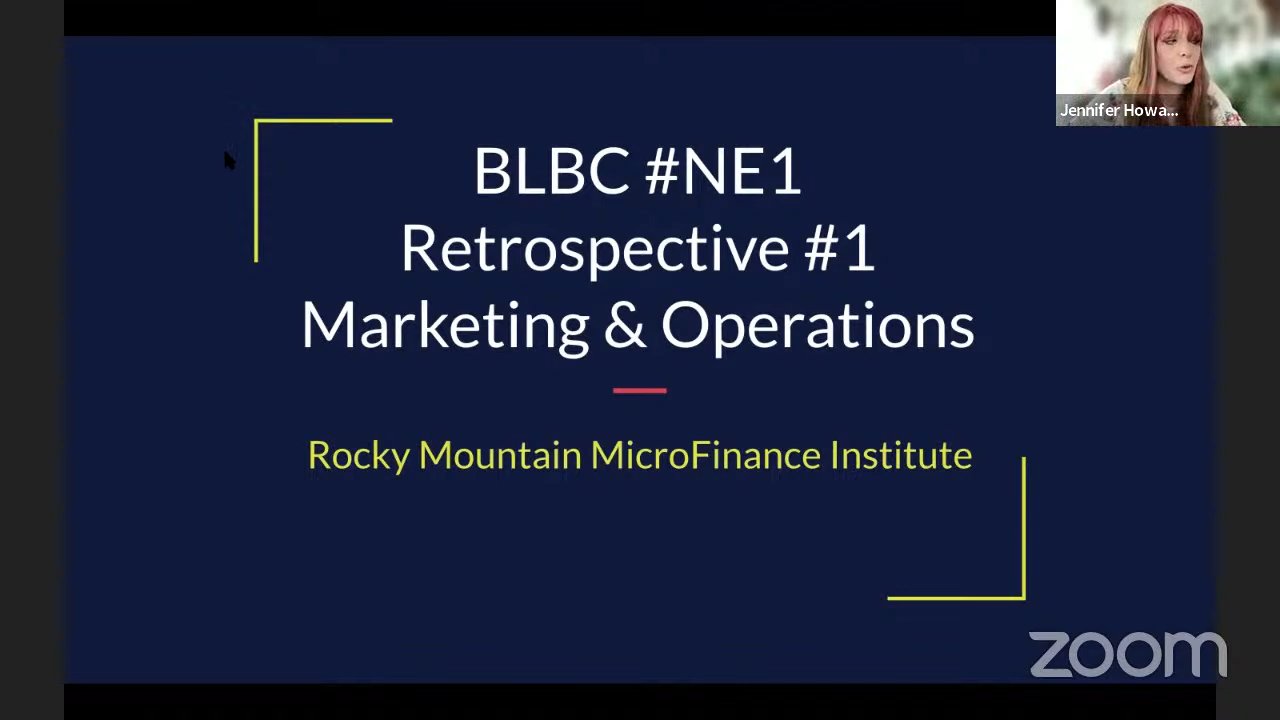 Jennifer Howa...
BLBC #NE1
Retrospective #1
Marketing & Operations
Rocky Mountain MicroFinance Institute
zoom